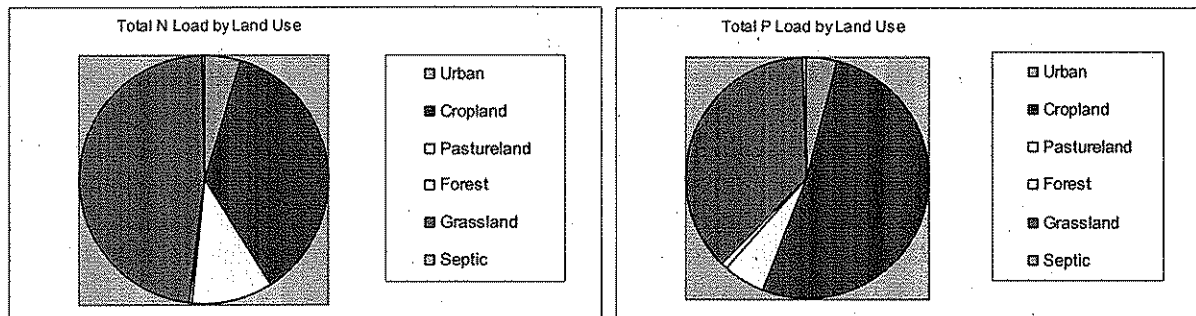 Total N Load by Land Use
Urban
Cropland
Pastureland
Forest
Grassland
Septic
Total P Load by Land Use
Urban
Cropland
Pastureland
Forest
Grassland
Septic